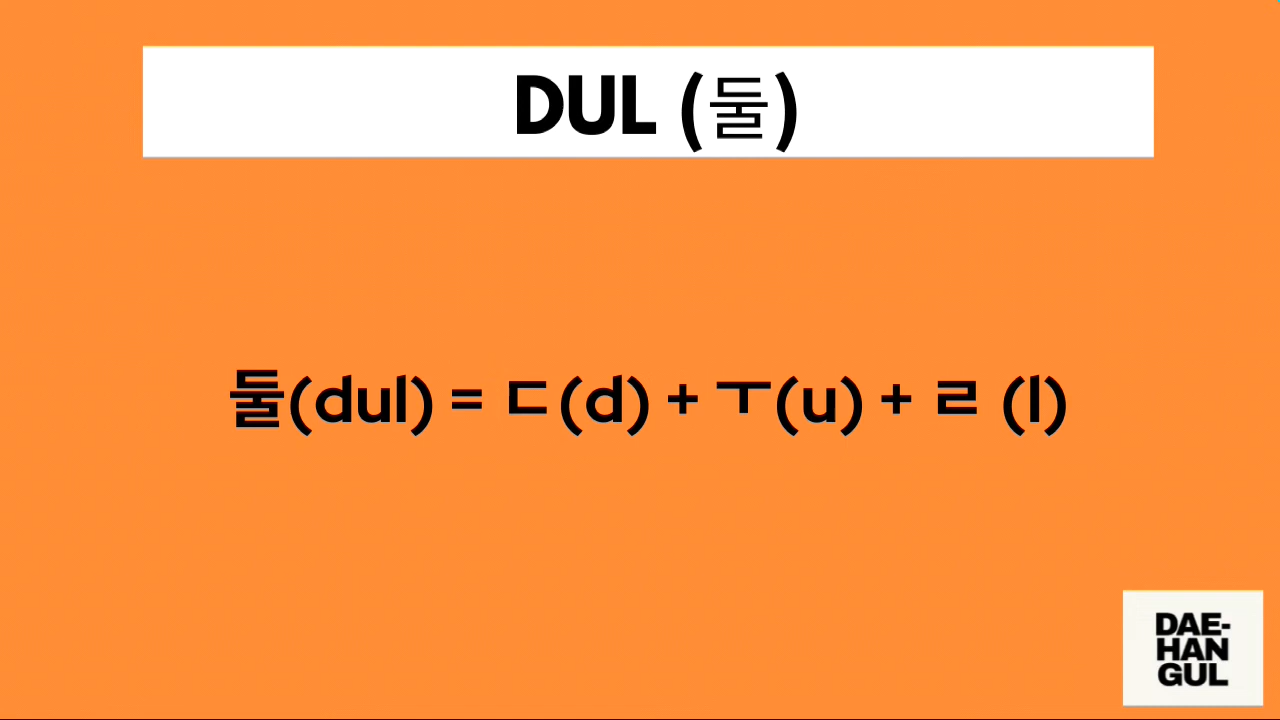 DUL (둘)
둘(dul) = ㄷ(d) + ㅜ(u) + ㄹ (l)
DAE-
HAN
GUL